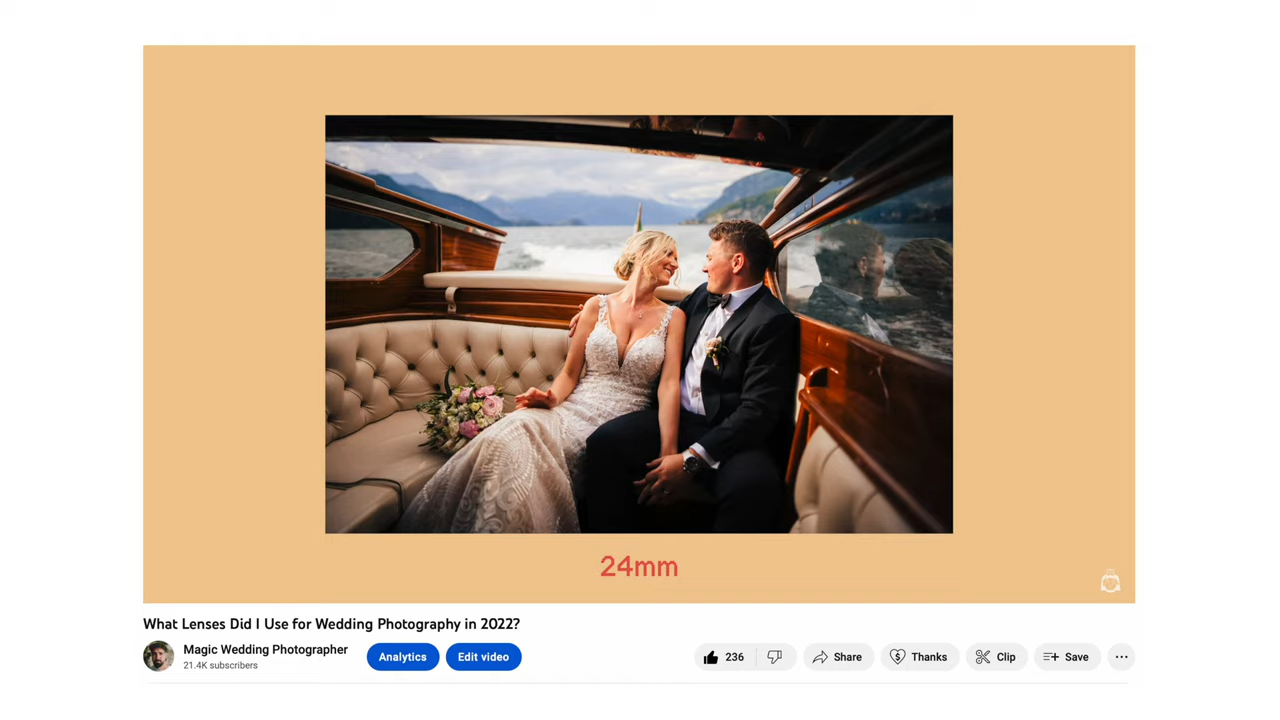 24mm
What Lenses Did I Use for Wedding Photography in 2022?
Magic Wedding Photographer
21.4K subscribers
Analytics
Edit video
236
Share
Thanks
Clip
Save